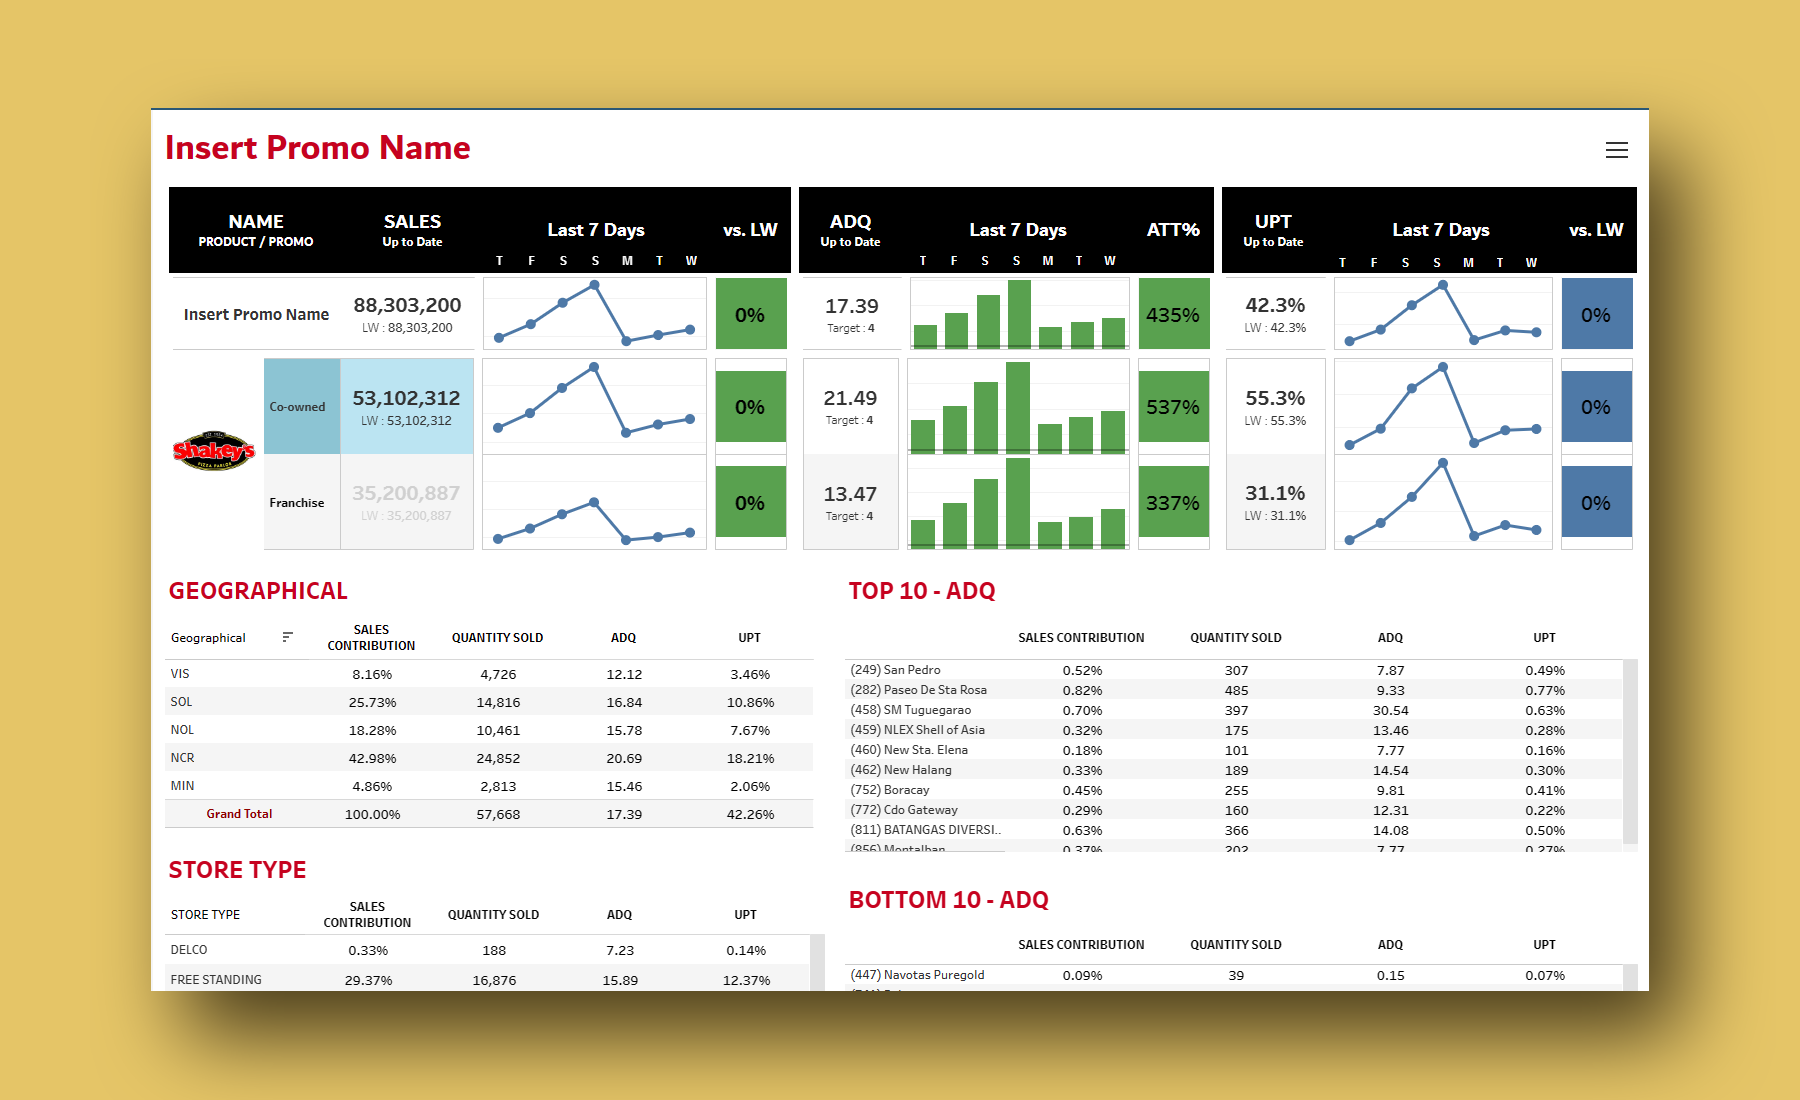 Insert Promo Name
NAME
PRODUCT / PROMO
SALES
Up to Date
Last 7 Days
T F S S M T W
vs. LW
ADQ
Up to Date
Last 7 Days
T F S S M T W
ATT%
UPT
Up to Date
Last 7 Days
T F S S M T W
vs. LW
Insert Promo Name
88,303,200
LW : 88,303,200
0%
17.39
Target : 4
435%
42.3%
LW : 42.3%
0%
Shakey's
PIZZA PARLOR
Co-owned
53,102,312
LW : 53,102,312
0%
21.49
Target : 4
537%
55.3%
LW : 55.3%
0%
Franchise
35,200,887
LW : 35,200,887
0%
13.47
Target : 4
337%
31.1%
LW : 31.1%
0%
GEOGRAPHICAL
Geographical SALES CONTRIBUTION QUANTITY SOLD ADQ UPT
VIS 8.16% 4,726 12.12 3.46%
SOL 25.73% 14,816 16.84 10.86%
NOL 18.28% 10,461 15.78 7.67%
NCR 42.98% 24,852 20.69 18.21%
MIN 4.86% 2,813 15.46 2.06%
Grand Total 100.00% 57,668 17.39 42.26%
STORE TYPE
STORE TYPE SALES CONTRIBUTION QUANTITY SOLD ADQ UPT
DELCO 0.33% 188 7.23 0.14%
FREE STANDING 29.37% 16,876 15.89 12.37%
TOP 10 - ADQ
SALES CONTRIBUTION QUANTITY SOLD ADQ UPT
(249) San Pedro 0.52% 307 7.87 0.49%
(282) Paseo De Sta Rosa 0.82% 485 9.33 0.77%
(458) SM Tuguegarao 0.70% 397 30.54 0.63%
(459) NLEX Shell of Asia 0.32% 175 13.46 0.28%
(460) New Sta. Elena 0.18% 101 7.77 0.16%
(462) New Halang 0.33% 189 14.54 0.30%
(752) Boracay 0.45% 255 9.81 0.41%
(772) Cdo Gateway 0.29% 160 12.31 0.22%
(811) BATANGAS DIVERSI.. 0.63% 366 14.08 0.50%
(856) Montalban 0.37% 202 7.77 0.27%
BOTTOM 10 - ADQ
SALES CONTRIBUTION QUANTITY SOLD ADQ UPT
(447) Navotas Puregold 0.09% 39 0.15 0.07%